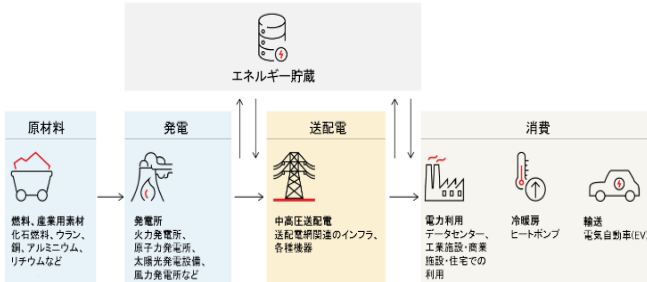 エネルギー貯蔵
原材料
燃料、産業用素材
化石燃料、ウラン、
銅、アルミニウム、
リチウムなど
発電
発電所
火力発電所、
原子力発電所、
太陽光発電設備、
風力発電所など
送配電
中高圧送配電
送配電網関連のインフラ、
各種機器
消費
電力利用
データセンター、
工業施設・商業
施設・住宅での
利用
冷暖房
ヒートポンプ
輸送
電気自動車(EV)